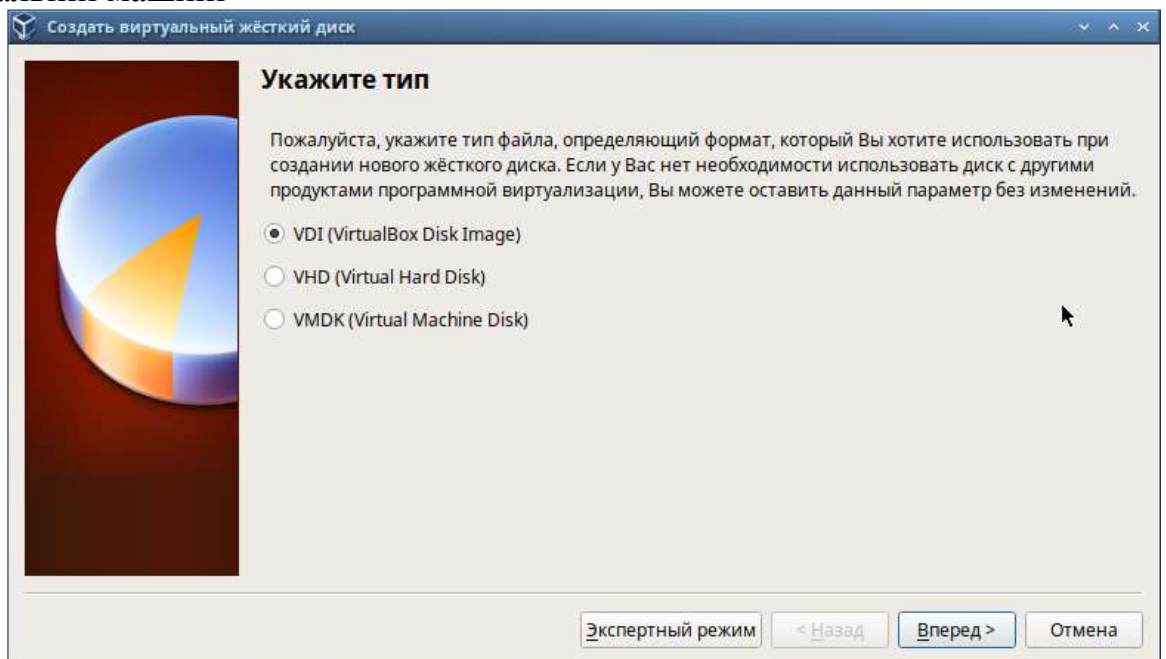 Создать виртуальный жёсткий диск
Укажите тип
Пожалуйста, укажите тип файла, определяющий формат, который Вы хотите использовать при
создании нового жёсткого диска. Если у Вас нет необходимости использовать диск с другими
продуктами программной виртуализации, Вы можете оставить данный параметр без изменений.
VDI (VirtualBox Disk Image)
VHD (Virtual Hard Disk)
VMDK (Virtual Machine Disk)
Экспертный режим
< Назад
Вперед >
Отмена